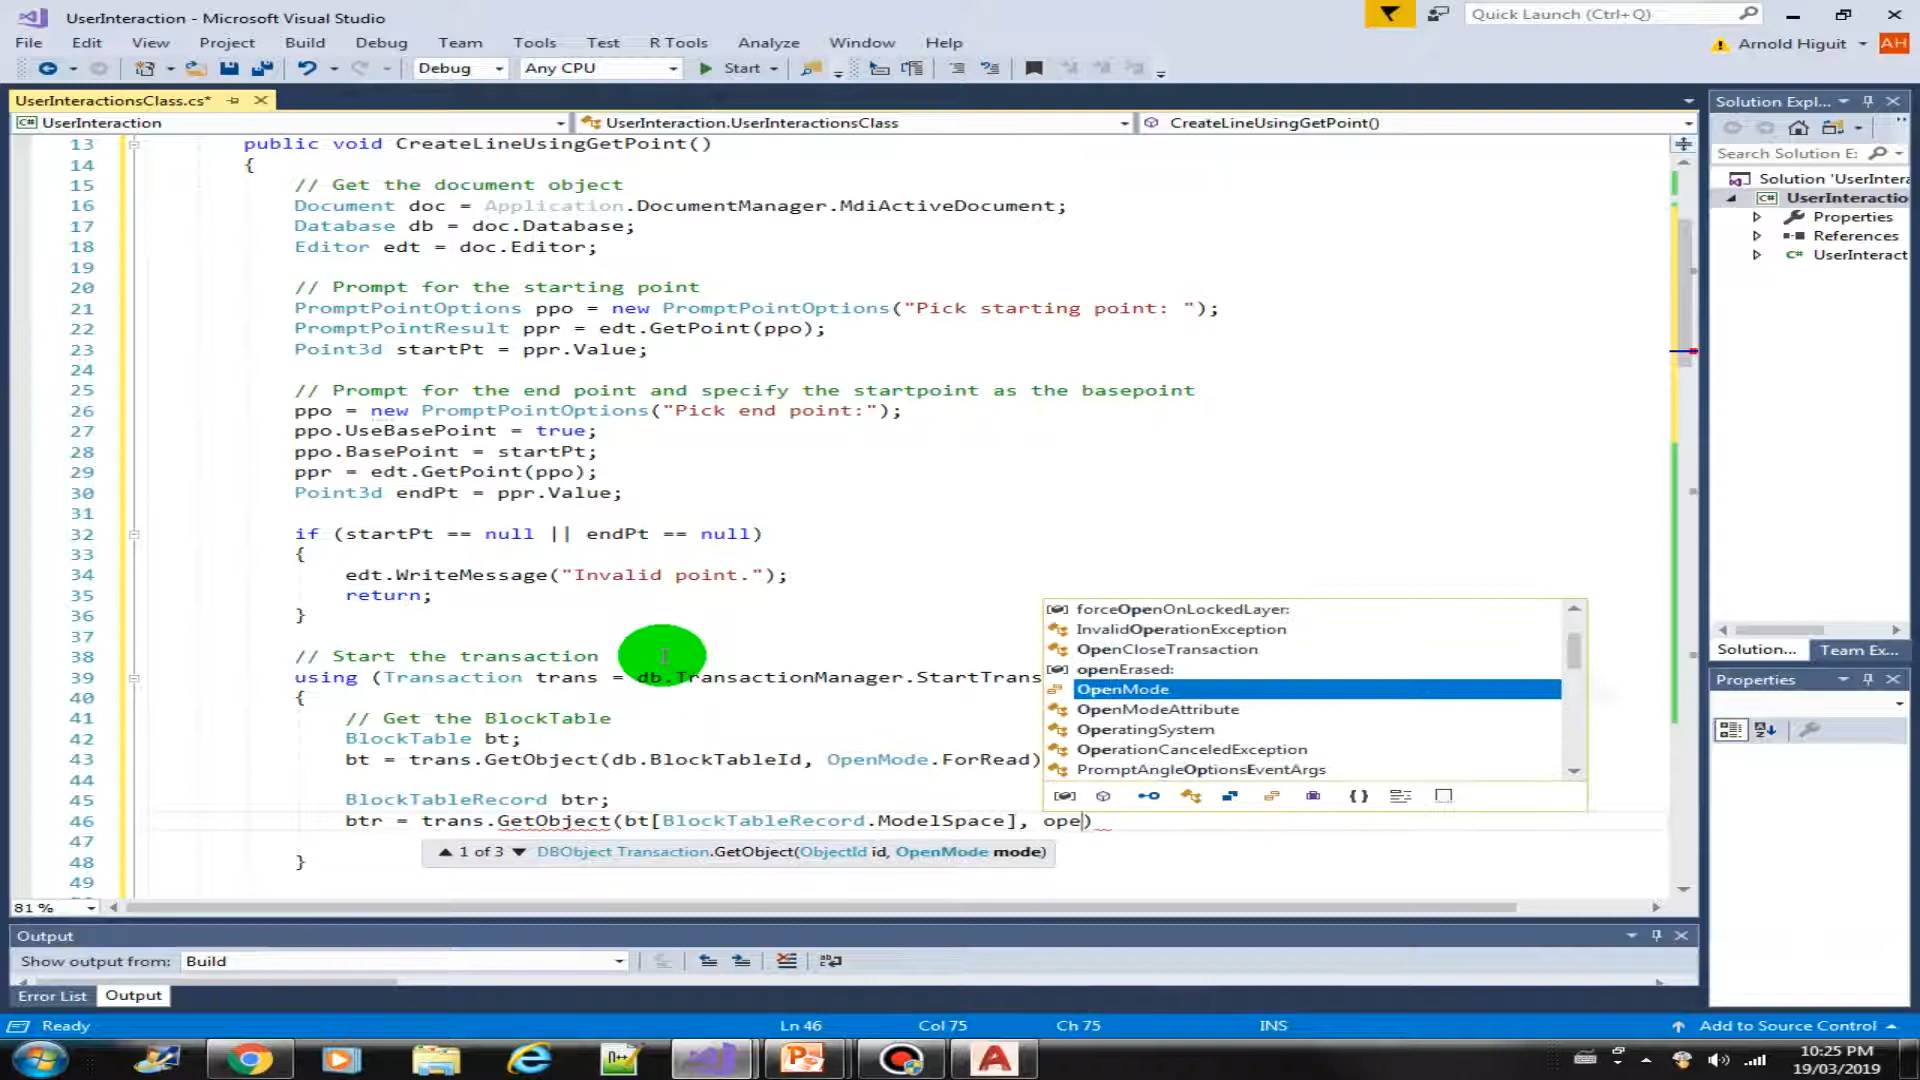 UserInteraction - Microsoft Visual Studio
Quick Launch (Ctrl+Q)
File Edit View Project Build Debug Team Tools Test R Tools Analyze Window Help
Arnold Higuit AH
Debug Any CPU Start
UserInteractionsClass.cs*
UserInteraction UserInteraction.UserInteractionsClass CreateLineUsingGetPoint()
13 public void CreateLineUsingGetPoint()
14 {
15 // Get the document object
16 Document doc = Application.DocumentManager.MdiActiveDocument;
17 Database db = doc.Database;
18 Editor edt = doc.Editor;
19
20 // Prompt for the starting point
21 PromptPointOptions ppo = new PromptPointOptions("Pick starting point: ");
22 PromptPointResult ppr = edt.GetPoint(ppo);
23 Point3d startPt = ppr.Value;
24
25 // Prompt for the end point and specify the startpoint as the basepoint
26 ppo = new PromptPointOptions("Pick end point:");
27 ppo.UseBasePoint = true;
28 ppo.BasePoint = startPt;
29 ppr = edt.GetPoint(ppo);
30 Point3d endPt = ppr.Value;
31
32 if (startPt == null || endPt == null)
33 {
34 edt.WriteMessage("Invalid point.");
35 return;
36 }
37
38 // Start the transaction
39 using (Transaction trans = db.TransactionManager.StartTrans
40 {
41 // Get the BlockTable
42 BlockTable bt;
43 bt = trans.GetObject(db.BlockTableId, OpenMode.ForRead)
44
45 BlockTableRecord btr;
46 btr = trans.GetObject(bt[BlockTableRecord.ModelSpace], ope)
47
48 }
49
forceOpenOnLockedLayer:
InvalidOperationException
OpenCloseTransaction
openErased:
OpenMode
OpenModeAttribute
OperatingSystem
OperationCanceledException
PromptAngleOptionsEventArgs
1 of 3 DBObject Transaction.GetObject(ObjectId id, OpenMode mode)
81 %
Output
Show output from: Build
Error List Output
Solution Expl...
Search Solution E:
Solution 'UserIntera
UserInteractio
Properties
References
UserInteract
Solution... Team Ex...
Properties
Ready Ln 46 Col 75 Ch 75 INS Add to Source Control
10:25 PM
19/03/2019